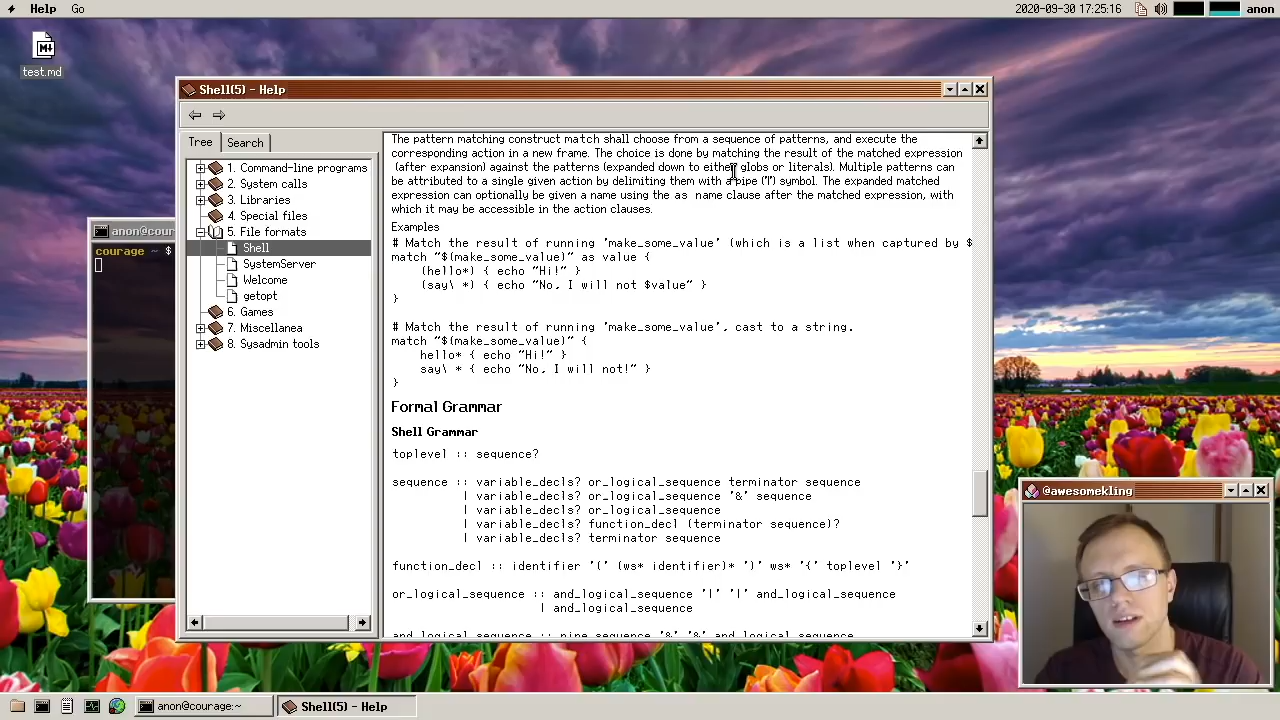 Help Go 2020-09-30 17:25:16 anon
test.md
Shell(5) - Help
Tree Search
1. Command-line programs
2. System calls
3. Libraries
4. Special files
5. File formats
Shell
SystemServer
Welcome
getopt
6. Games
7. Miscellanea
8. Sysadmin tools
The pattern matching construct match shall choose from a sequence of patterns, and execute the
corresponding action in a new frame. The choice is done by matching the result of the matched expression
(after expansion) against the patterns (expanded down to either globs or literals). Multiple patterns can
be attributed to a single given action by delimiting them with a pipe ('|') symbol. The expanded matched
expression can optionally be given a name using the as name clause after the matched expression, with
which it may be accessible in the action clauses.
Examples
# Match the result of running 'make_some_value' (which is a list when captured by $
match "$(make_some_value)" as value {
(hello*) { echo "Hi!" }
(say\ *) { echo "No, I will not $value" }
}
# Match the result of running 'make_some_value', cast to a string.
match "$(make_some_value)" {
hello* { echo "Hi!" }
say\ * { echo "No, I will not!" }
}
Formal Grammar
Shell Grammar
toplevel :: sequence?
sequence :: variable_decls? or_logical_sequence terminator sequence
| variable_decls? or_logical_sequence '&' sequence
| variable_decls? or_logical_sequence
| variable_decls? function_decl (terminator sequence)?
| variable_decls? terminator sequence
function_decl :: identifier '(' (ws* identifier)* ')' ws* '{' toplevel '}'
or_logical_sequence :: and_logical_sequence '|' '|' and_logical_sequence
| and_logical_sequence
and_logical_sequence :: pipe_sequence '&' '&' and_logical_sequence
anon@cour
courage ~ $
@awesomekling
anon@courage:~ Shell(5) - Help